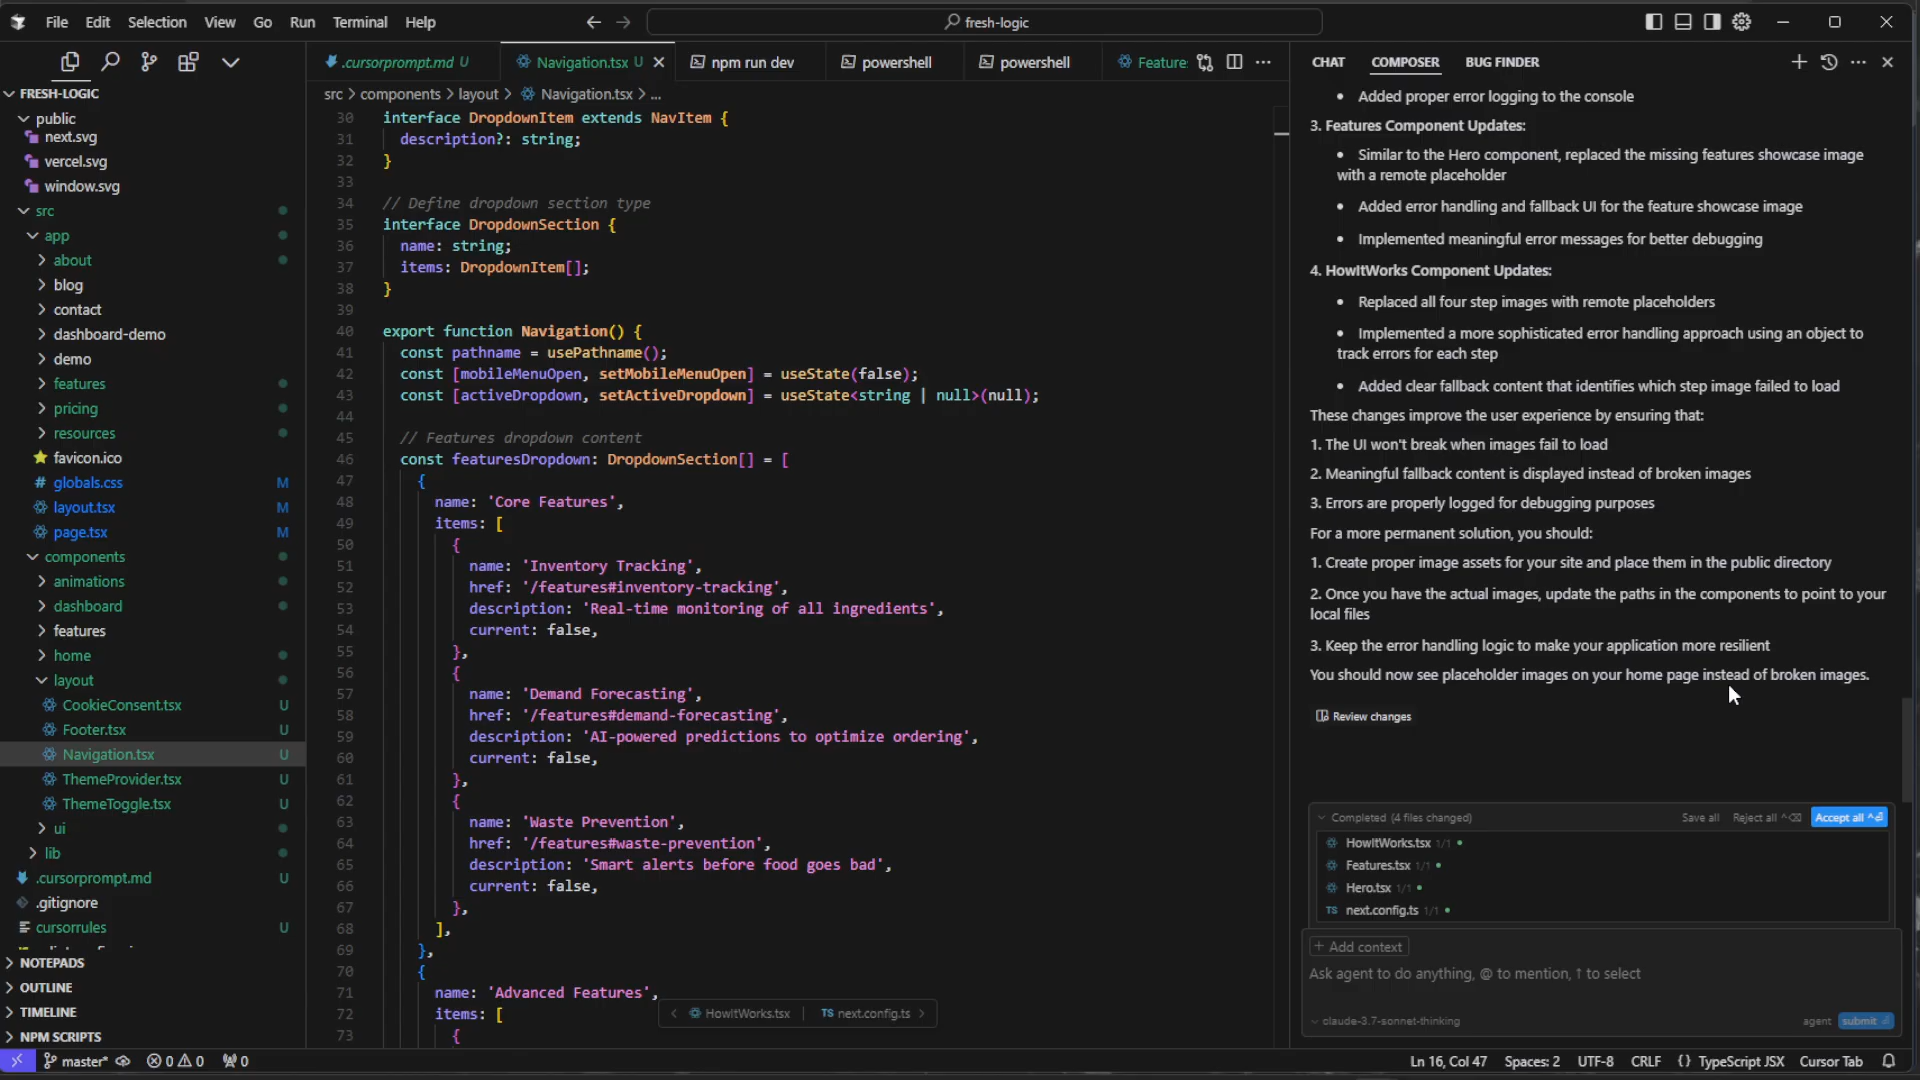 File Edit Selection View Go Run Terminal Help
fresh-logic
FRESH-LOGIC
public
next.svg
vercel.svg
window.svg
src
app
about
blog
contact
dashboard-demo
demo
features
pricing
resources
favicon.ico
globals.css M
layout.tsx M
page.tsx M
components
animations
dashboard
features
home
layout
CookieConsent.tsx U
Footer.tsx U
Navigation.tsx U
ThemeProvider.tsx U
ThemeToggle.tsx U
ui
lib
.cursorprompt.md U
.gitignore
cursorrules U
NOTEPADS
OUTLINE
TIMELINE
NPM SCRIPTS
.cursorprompt.md U
Navigation.tsx U
npm run dev
powershell
powershell
Feature
src > components > layout > Navigation.tsx > ...
30 interface DropdownItem extends NavItem {
31 description?: string;
32 }
33
34 // Define dropdown section type
35 interface DropdownSection {
36 name: string;
37 items: DropdownItem[];
38 }
39
40 export function Navigation() {
41 const pathname = usePathname();
42 const [mobileMenuOpen, setMobileMenuOpen] = useState(false);
43 const [activeDropdown, setActiveDropdown] = useState<string | null>(null);
44
45 // Features dropdown content
46 const featuresDropdown: DropdownSection[] = [
47 {
48 name: 'Core Features',
49 items: [
50 {
51 name: 'Inventory Tracking',
52 href: '/features#inventory-tracking',
53 description: 'Real-time monitoring of all ingredients',
54 current: false,
55 },
56 {
57 name: 'Demand Forecasting',
58 href: '/features#demand-forecasting',
59 description: 'AI-powered predictions to optimize ordering',
60 current: false,
61 },
62 {
63 name: 'Waste Prevention',
64 href: '/features#waste-prevention',
65 description: 'Smart alerts before food goes bad',
66 current: false,
67 },
68 ],
69 },
70 {
71 name: 'Advanced Features',
72 items: [
73 {
< HowItWorks.tsx | TS next.config.ts >
CHAT COMPOSER BUG FINDER
• Added proper error logging to the console
3. Features Component Updates:
• Similar to the Hero component, replaced the missing features showcase image
with a remote placeholder
• Added error handling and fallback UI for the feature showcase image
• Implemented meaningful error messages for better debugging
4. HowItWorks Component Updates:
• Replaced all four step images with remote placeholders
• Implemented a more sophisticated error handling approach using an object to
track errors for each step
• Added clear fallback content that identifies which step image failed to load
These changes improve the user experience by ensuring that:
1. The UI won't break when images fail to load
2. Meaningful fallback content is displayed instead of broken images
3. Errors are properly logged for debugging purposes
For a more permanent solution, you should:
1. Create proper image assets for your site and place them in the public directory
2. Once you have the actual images, update the paths in the components to point to your
local files
3. Keep the error handling logic to make your application more resilient
You should now see placeholder images on your home page instead of broken images.
Review changes
Completed (4 files changed) Save all Reject all ^⌫ Accept all ^⏎
HowItWorks.tsx 1/1 •
Features.tsx 1/1 •
Hero.tsx 1/1 •
TS next.config.ts 1/1 •
+ Add context
Ask agent to do anything, @ to mention, ↑ to select
claude-3.7-sonnet-thinking agent submit
master* 0 0 0 Ln 16, Col 47 Spaces: 2 UTF-8 CRLF {} TypeScript JSX Cursor Tab